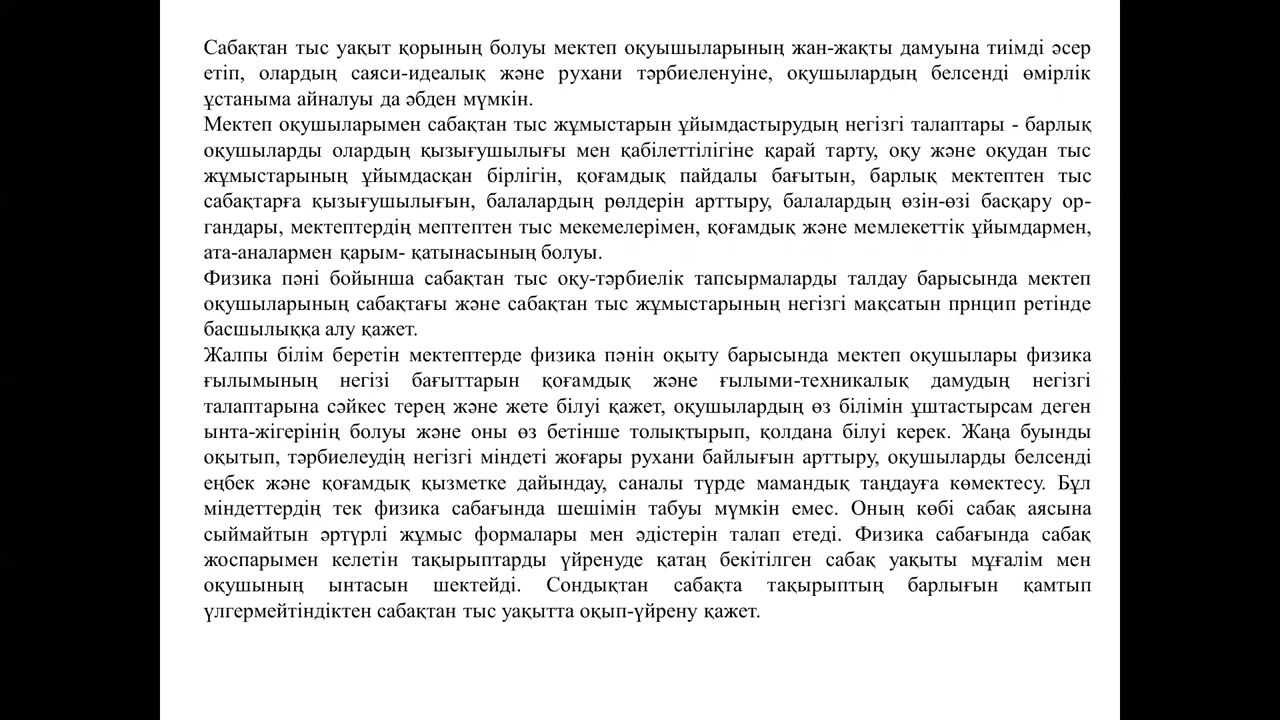 Сабақтан тыс уақыт қорының болуы мектеп оқуышыларының жан-жақты дамуына тиімді әсер
етіп, олардың саяси-идеалық және рухани тәрбиеленуіне, оқушылардың белсенді өмірлік
ұстаныма айналуы да әбден мүмкін.
Мектеп оқушыларымен сабақтан тыс жұмыстарын ұйымдастырудың негізгі талаптары - барлық
оқушыларды олардың қызығушылығы мен қабілеттілігіне қарай тарту, оқу және оқудан тыс
жұмыстарының ұйымдасқан бірлігін, қоғамдық пайдалы бағытын, барлық мектептен тыс
сабақтарға қызығушылығын, балалардың рөлдерін арттыру, балалардың өзін-өзі басқару ор-
гандары, мектептердің мептептен тыс мекемелерімен, қоғамдық және мемлекеттік ұйымдармен,
ата-аналармен қарым- қатынасының болуы.
Физика пәні бойынша сабақтан тыс оқу-тәрбиелік тапсырмаларды талдау барысында мектеп
оқушыларының сабақтағы және сабақтан тыс жұмыстарының негізгі мақсатын прнцип ретінде
басшылыққа алу қажет.
Жалпы білім беретін мектептерде физика пәнін оқыту барысында мектеп оқушылары физика
ғылымының негізі бағыттарын қоғамдық және ғылыми-техникалық дамудың негізгі
талаптарына сәйкес терең және жете білуі қажет, оқушылардың өз білімін ұштастырсам деген
ынта-жігерінің болуы және оны өз бетінше толықтырып, қолдана білуі керек. Жаңа буынды
оқытып, тәрбиелеудің негізгі міндеті жоғары рухани байлығын арттыру, оқушыларды белсенді
еңбек және қоғамдық қызметке дайындау, саналы түрде мамандық таңдауға көмектесу. Бұл
міндеттердің тек физика сабағында шешімін табуы мүмкін емес. Оның көбі сабақ аясына
сыймайтын әртүрлі жұмыс формалары мен әдістерін талап етеді. Физика сабағында сабақ
жоспарымен келетін тақырыптарды үйренуде қатаң бекітілген сабақ уақыты мұғалім мен
оқушының ынтасын шектейді. Сондықтан сабақта тақырыптың барлығын қамтып
үлгермейтіндіктен сабақтан тыс уақытта оқып-үйрену қажет.